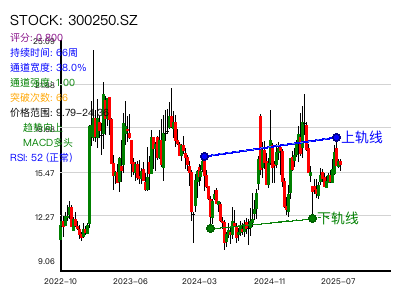 STOCK: 300250.SZ
评分: 0.800
持续时间: 66周
通道宽度: 38.0%
通道强度: 1.00
突破次数: 66
价格范围: 9.79-24.36
趋势向上
MACD多头
RSI: 52 (正常)
上轨线
15.47
12.27
下轨线
9.06
2022-10
2023-06
2024-03
2024-11
2025-07